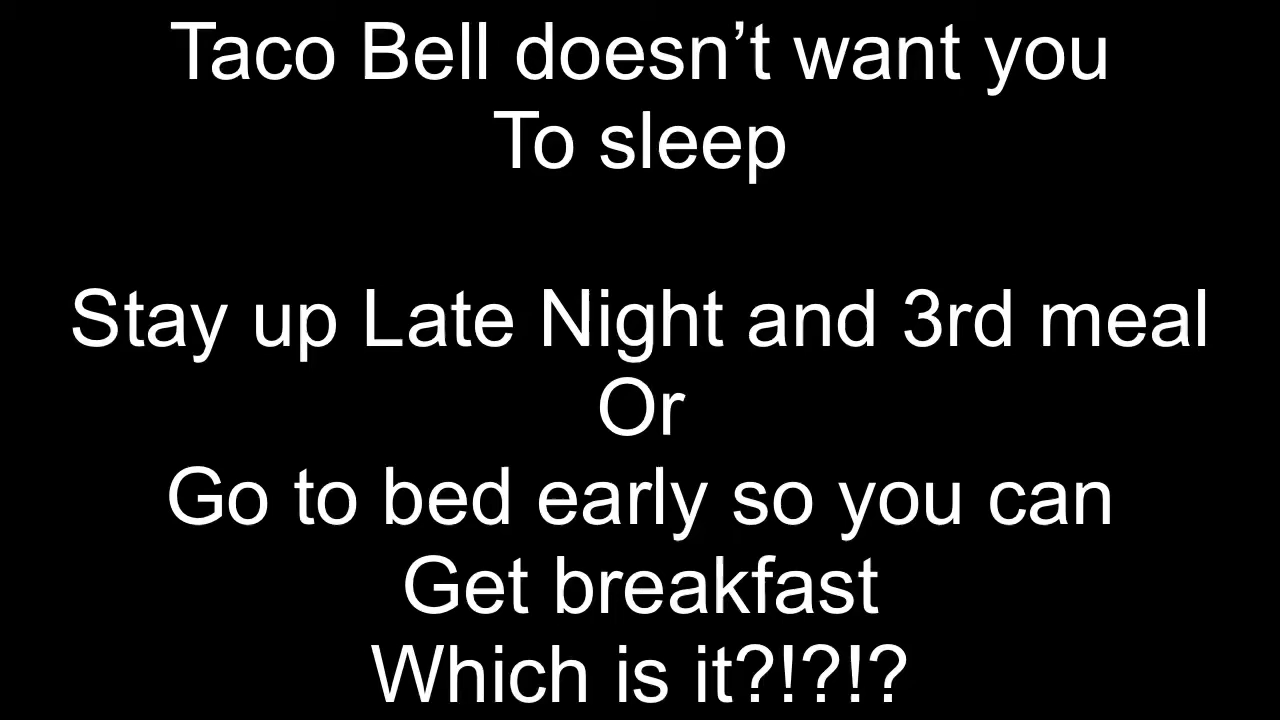 Taco Bell doesn’t want you
To sleep
Stay up Late Night and 3rd meal
Or
Go to bed early so you can
Get breakfast
Which is it?!?!?